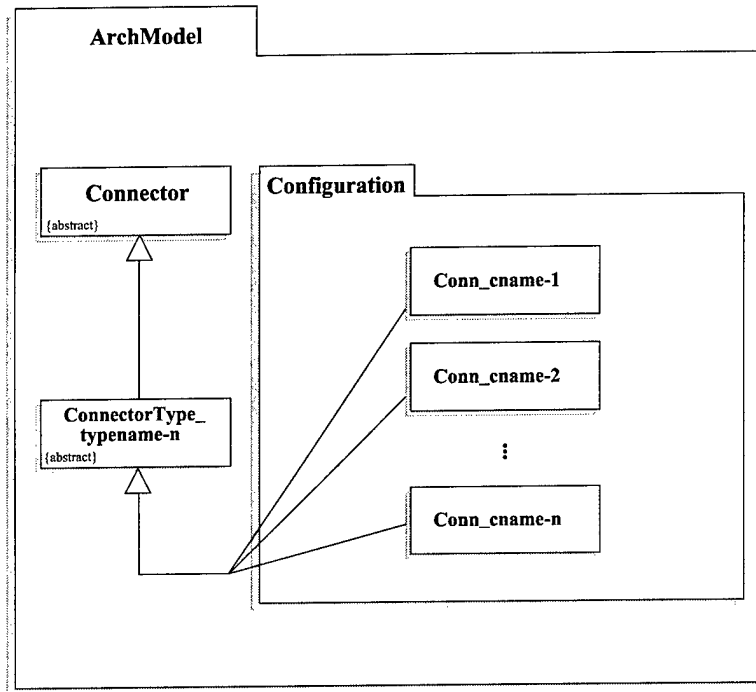 ArchModel
Connector
{abstract}
Configuration
Conn_cname-1
Conn_cname-2
ConnectorType_
typename-n
{abstract}
Conn_cname-n